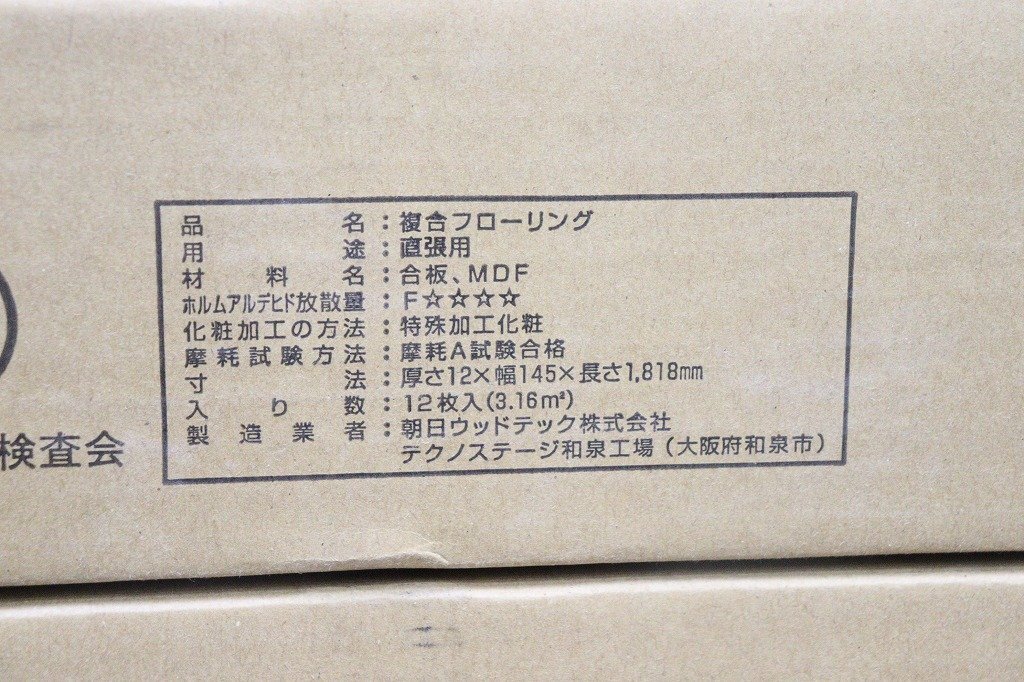 品名：複合フローリング
用途：直張用
材料名：合板、MDF
ホルムアルデヒド放散量：F☆☆☆☆
化粧加工の方法：特殊加工化粧
摩耗試験方法：摩耗A試験合格
寸法：厚さ12×幅145×長さ1,818mm
入り数：12枚入(3.16㎡)
製造業者：朝日ウッドテック株式会社
テクノステージ和泉工場（大阪府和泉市）
検査会